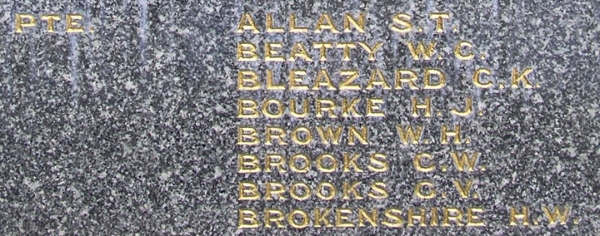 PTE. ALLAN S.T.
BEATTY W.C.
BLEAZARD C.K.
BOURKE H.J.
BROWN W.H.
BROOKS C.W.
BROOKS C.V.
BROKENSHIRE H.W.